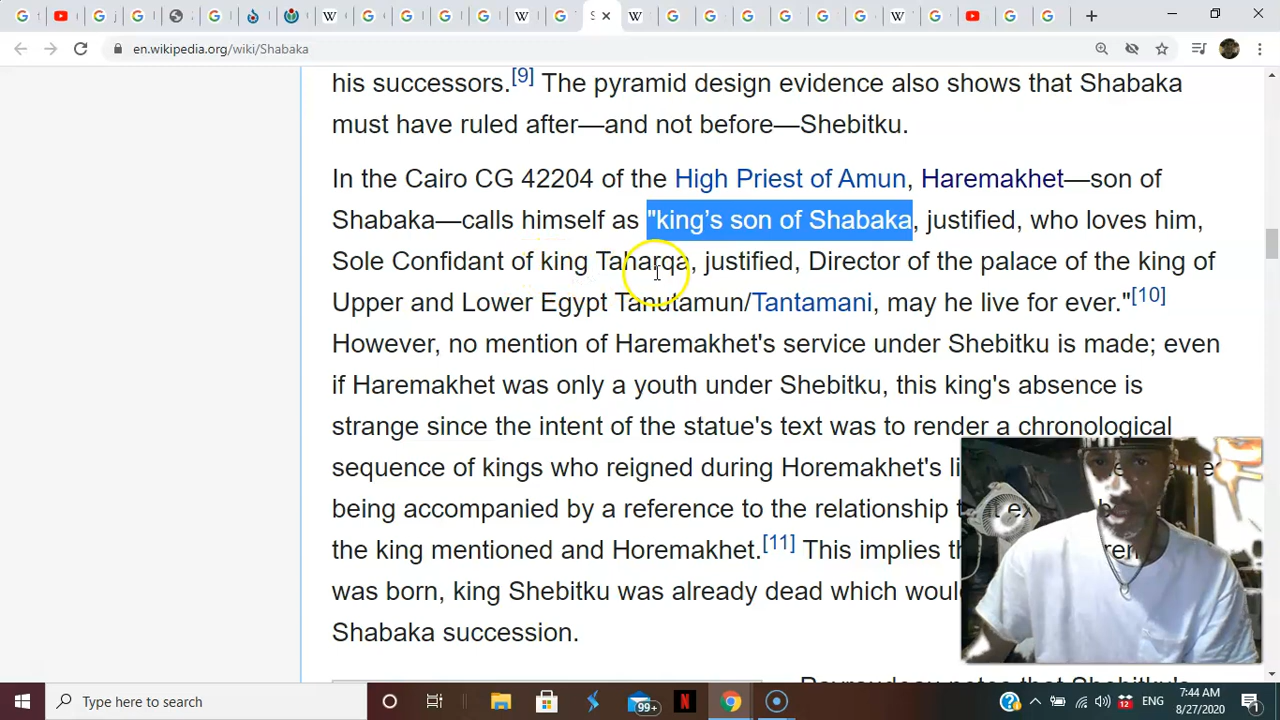 en.wikipedia.org/wiki/Shabaka
his successors.[9] The pyramid design evidence also shows that Shabaka
must have ruled after—and not before—Shebitku.
In the Cairo CG 42204 of the High Priest of Amun, Haremakhet—son of
Shabaka—calls himself as "king's son of Shabaka, justified, who loves him,
Sole Confidant of king Taharqa, justified, Director of the palace of the king of
Upper and Lower Egypt Tanutamun/Tantamani, may he live for ever."[10]
However, no mention of Haremakhet's service under Shebitku is made; even
if Haremakhet was only a youth under Shebitku, this king's absence is
strange since the intent of the statue's text was to render a chronological
sequence of kings who reigned during Horemakhet's
being accompanied by a reference to the relationship
the king mentioned and Horemakhet.[11] This implies
was born, king Shebitku was already dead which
Shabaka succession.
Type here to search
99+
N
12
ENG
7:44 AM
8/27/2020
1